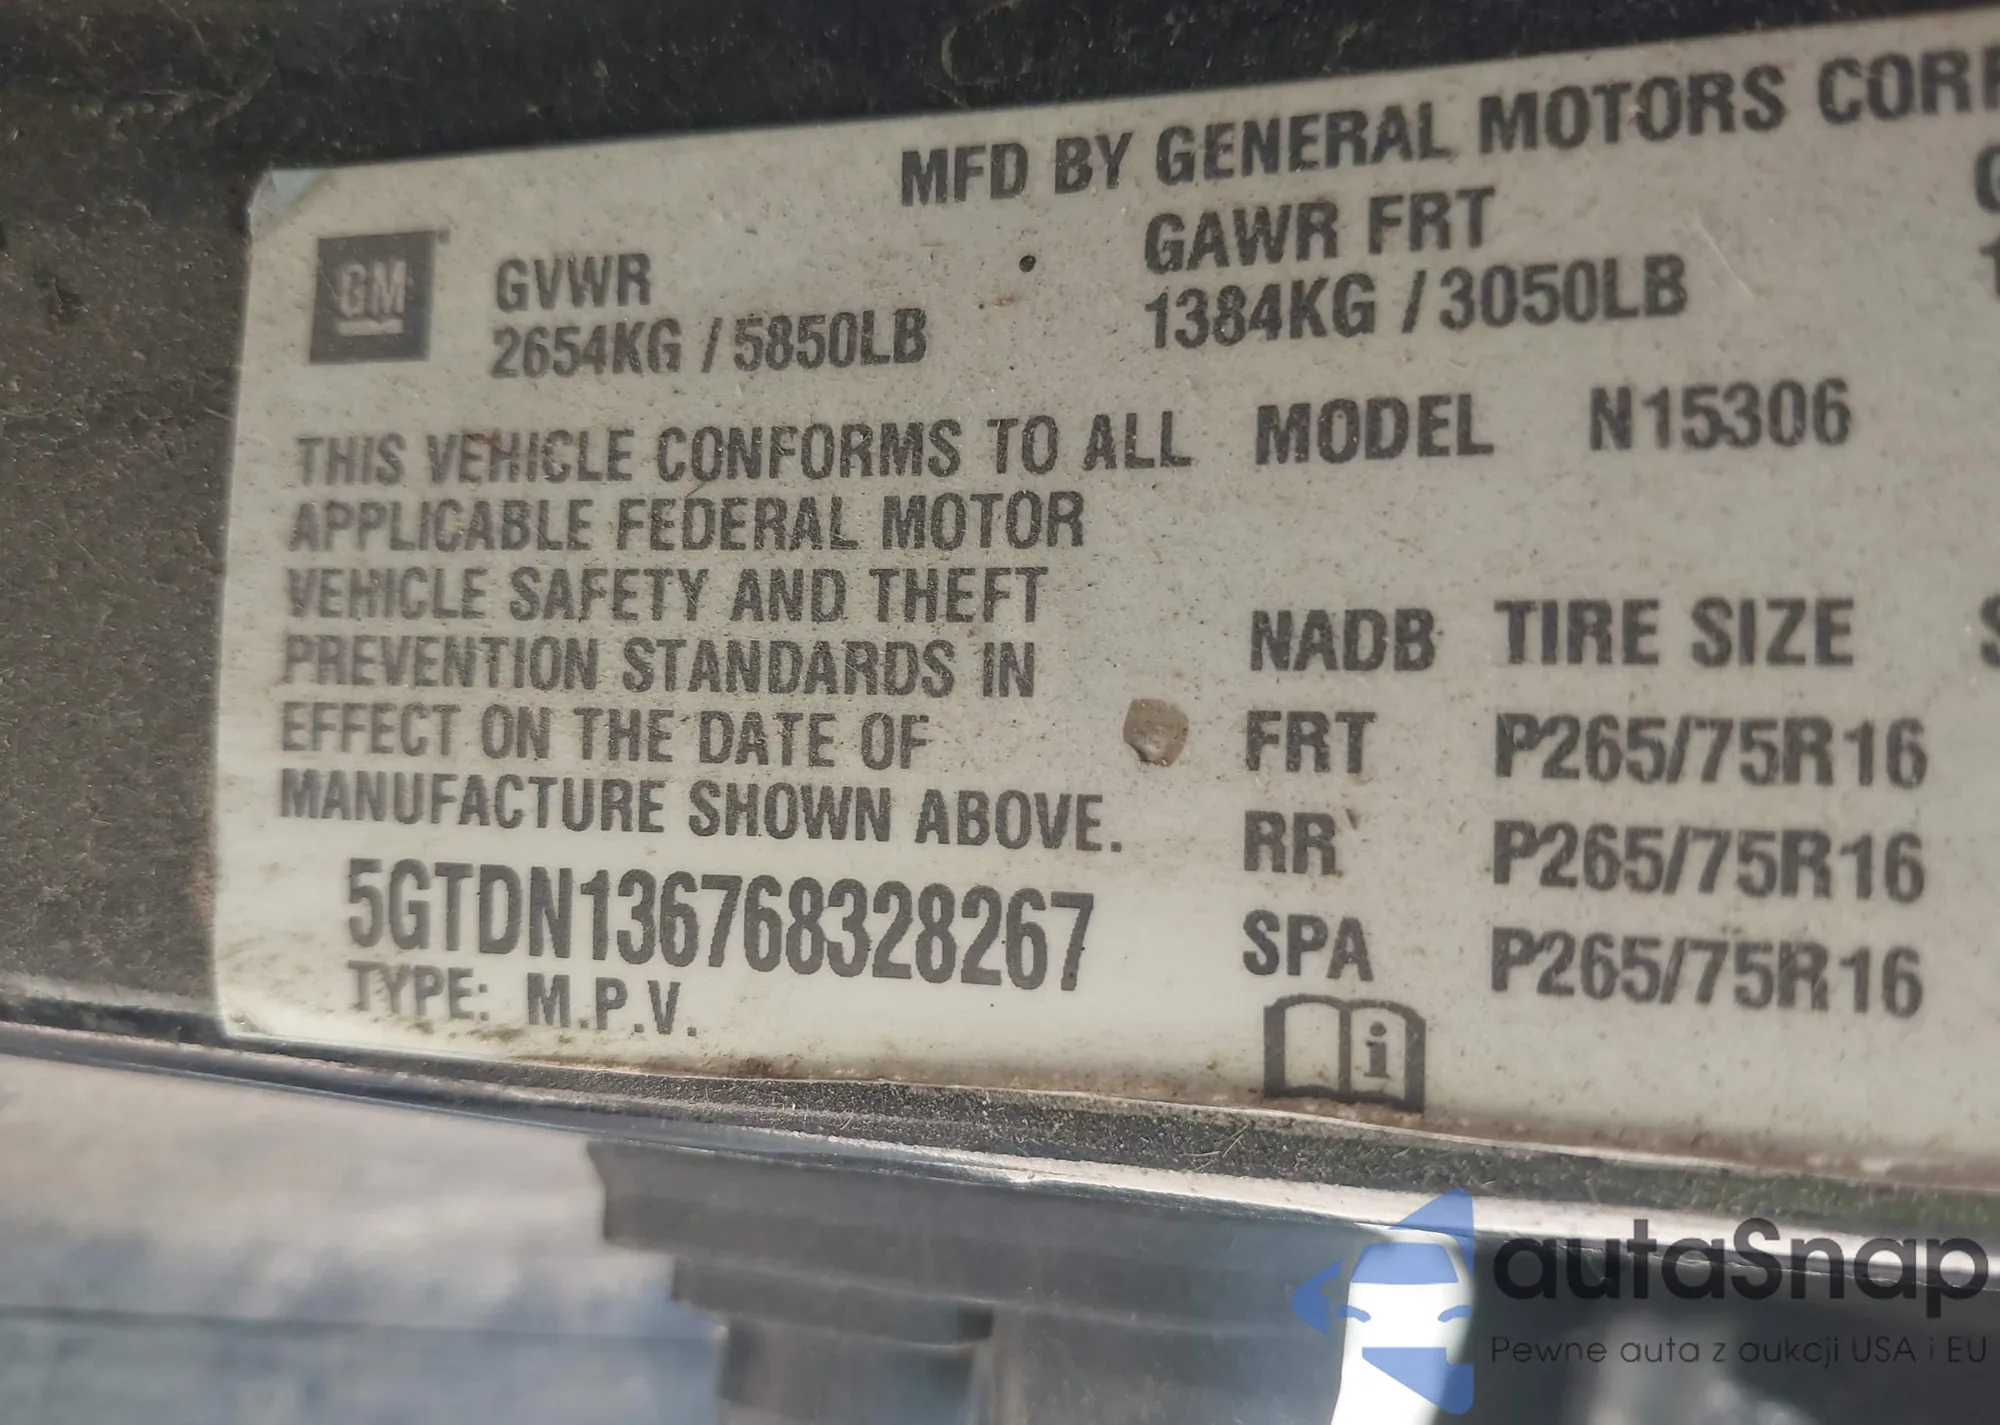 MFD BY GENERAL MOTORS COR
GM
GVWR
GAWR FRT
2654KG / 5850LB
1384KG / 3050LB
THIS VEHICLE CONFORMS TO ALL
MODEL N15306
APPLICABLE FEDERAL MOTOR
VEHICLE SAFETY AND THEFT
PREVENTION STANDARDS IN
EFFECT ON THE DATE OF
MANUFACTURE SHOWN ABOVE.
NADB TIRE SIZE
FRT P265/75R16
RR P265/75R16
SPA P265/75R16
5GTDN136768328267
TYPE: M.P.V.
i
autaSnap
Pewne auta z aukcji USA i EU